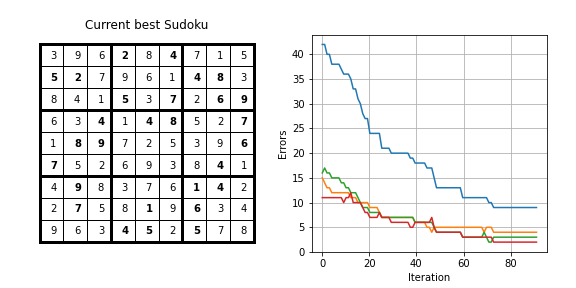 Current best Sudoku
3 9 6 2 8 4 7 1 5
5 2 7 9 6 1 4 8 3
8 4 1 5 3 7 2 6 9
6 3 4 1 4 8 5 2 7
1 8 9 7 2 5 3 9 6
7 5 2 6 9 3 8 4 1
4 9 8 3 7 6 1 4 2
2 7 5 8 1 9 6 3 4
9 6 3 4 5 2 5 7 8
Errors
40
35
30
25
20
15
10
5
0
0 20 40 60 80
Iteration